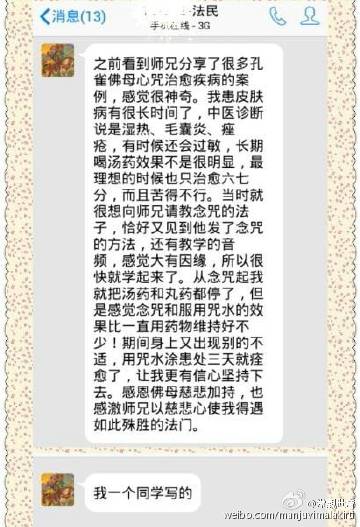 消息(13)
法民
手机在线 - 3G
之前看到师兄分享了很多孔
雀佛母心咒治愈疾病的案
例，感觉很神奇。我患皮肤
病有很长时间了，中医诊断
说是湿热、毛囊炎、痤
疮，有时候还会过敏，长期
喝汤药效果不是很明显，最
理想的时候也只治愈六七
分，而且苦得不行。当时就
很想向师兄请教念咒的法
子，恰好又见到他发了念咒
的方法，还有教学的音
频，感觉大有因缘，所以很
快就学起来了。从念咒起我
就把汤药和丸药都停了，但
是感觉念咒和服用咒水的效
果比一直用药物维持好不
少！期间身上又出现别的不
适，用咒水涂患处三天就痊
愈了，让我更有信心坚持下
去。感恩佛母慈悲加持，也
感激师兄以慈悲心使我得遇
如此殊胜的法门。
我一个同学写的
weibo.com/manjuvimalakirti